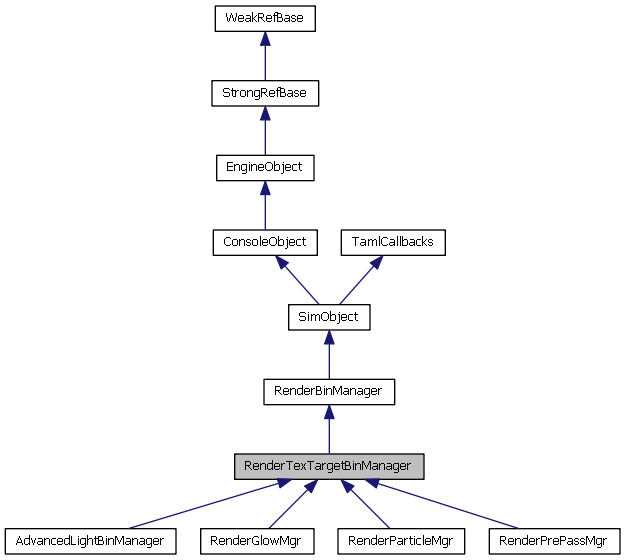 WeakRefBase
StrongRefBase
EngineObject
ConsoleObject
TamlCallbacks
SimObject
RenderBinManager
RenderTexTargetBinManager
AdvancedLightBinManager
RenderGlowMgr
RenderParticleMgr
RenderPrePassMgr